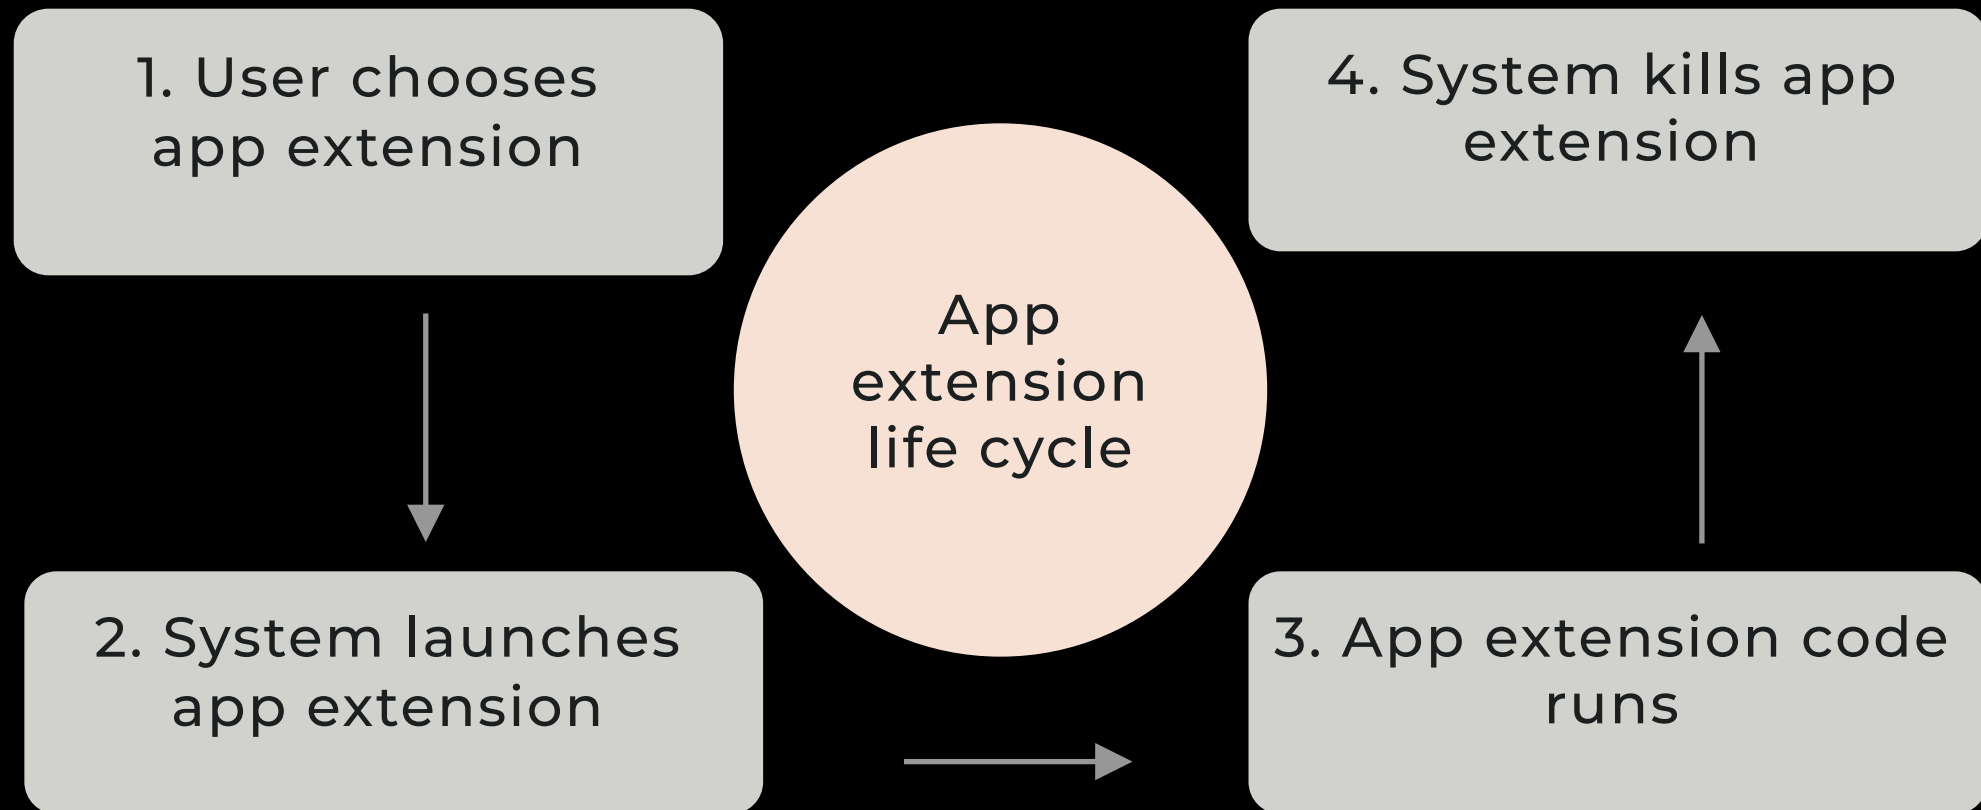 1. User chooses
app extension
2. System launches
app extension
3. App extension code
runs
4. System kills app
extension
App
extension
life cycle